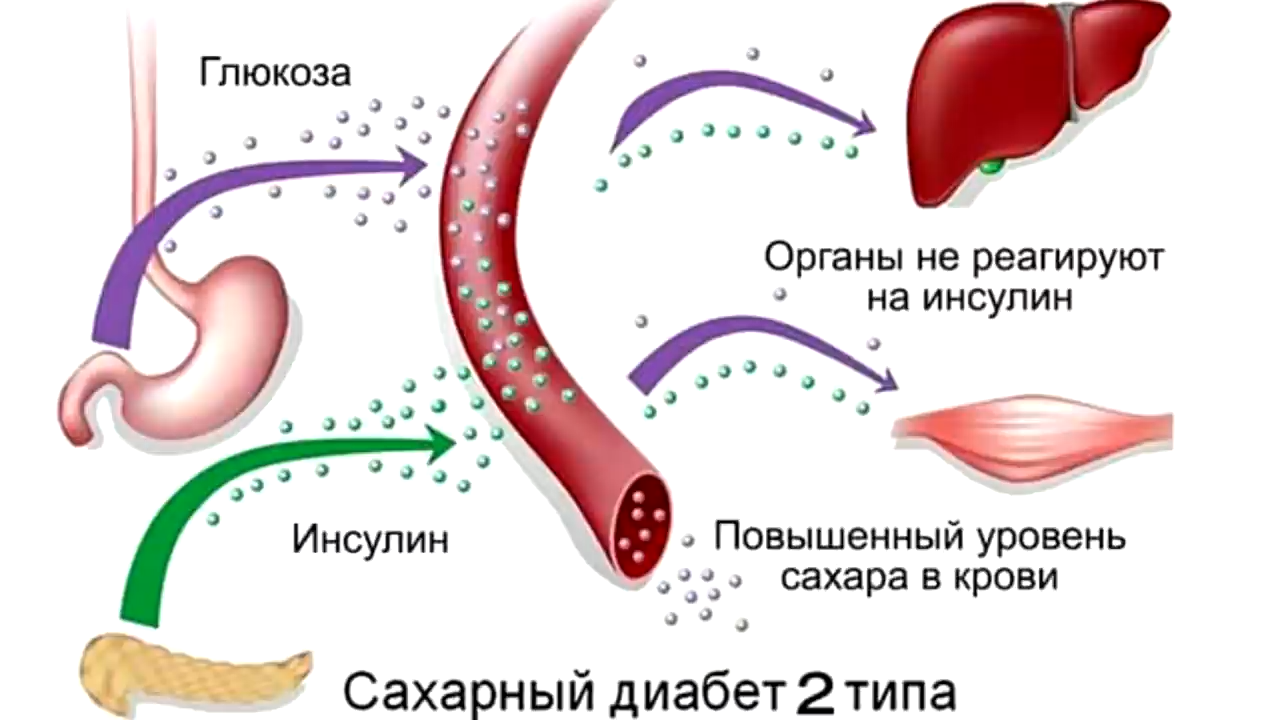 Глюкоза
Органы не реагируют
на инсулин
Инсулин
Повышенный уровень
сахара в крови
Сахарный диабет 2 типа